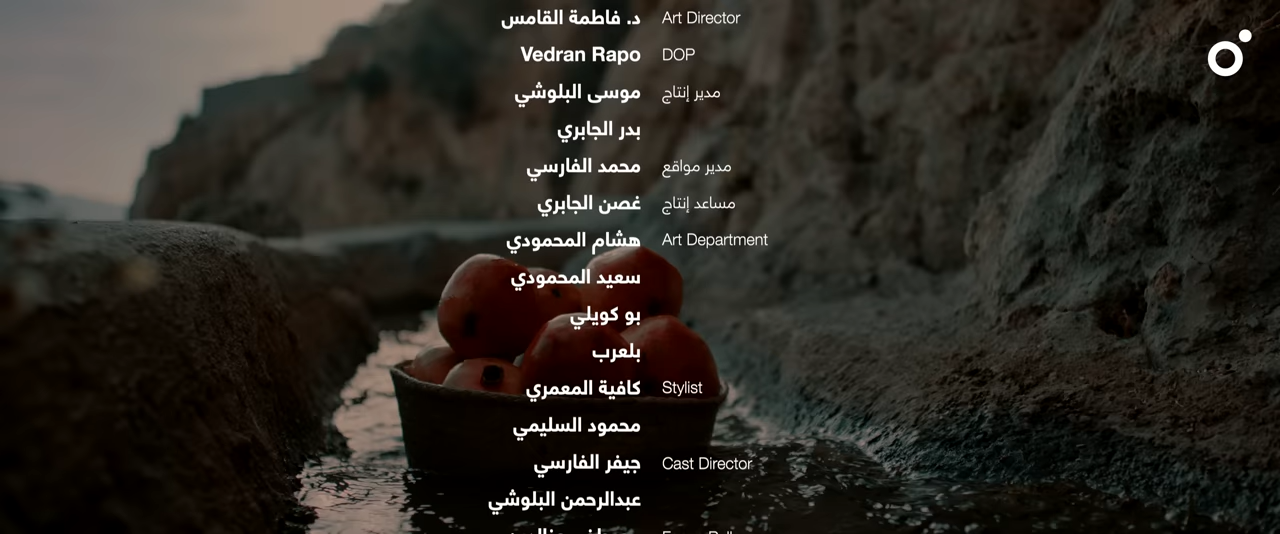 د. فاطمة القامس Art Director
Vedran Rapo DOP
موسى البلوشي مدير إنتاج
بدر الجابري
محمد الفارسي مدير مواقع
غصن الجابري مساعد إنتاج
هشام المحمودي Art Department
سعيد المحمودي
بو كويلي
بلعرب
كافية المعمري Stylist
محمود السليمي
جيفر الفارسي Cast Director
عبدالرحمن البلوشي